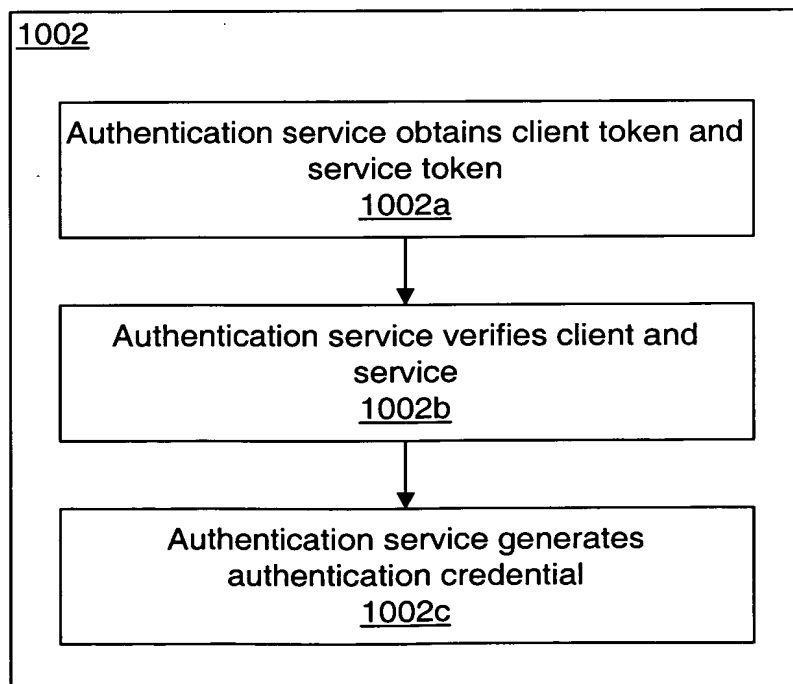 1002
Authentication service obtains client token and
service token
1002a
Authentication service verifies client and
service
1002b
Authentication service generates
authentication credential
1002c